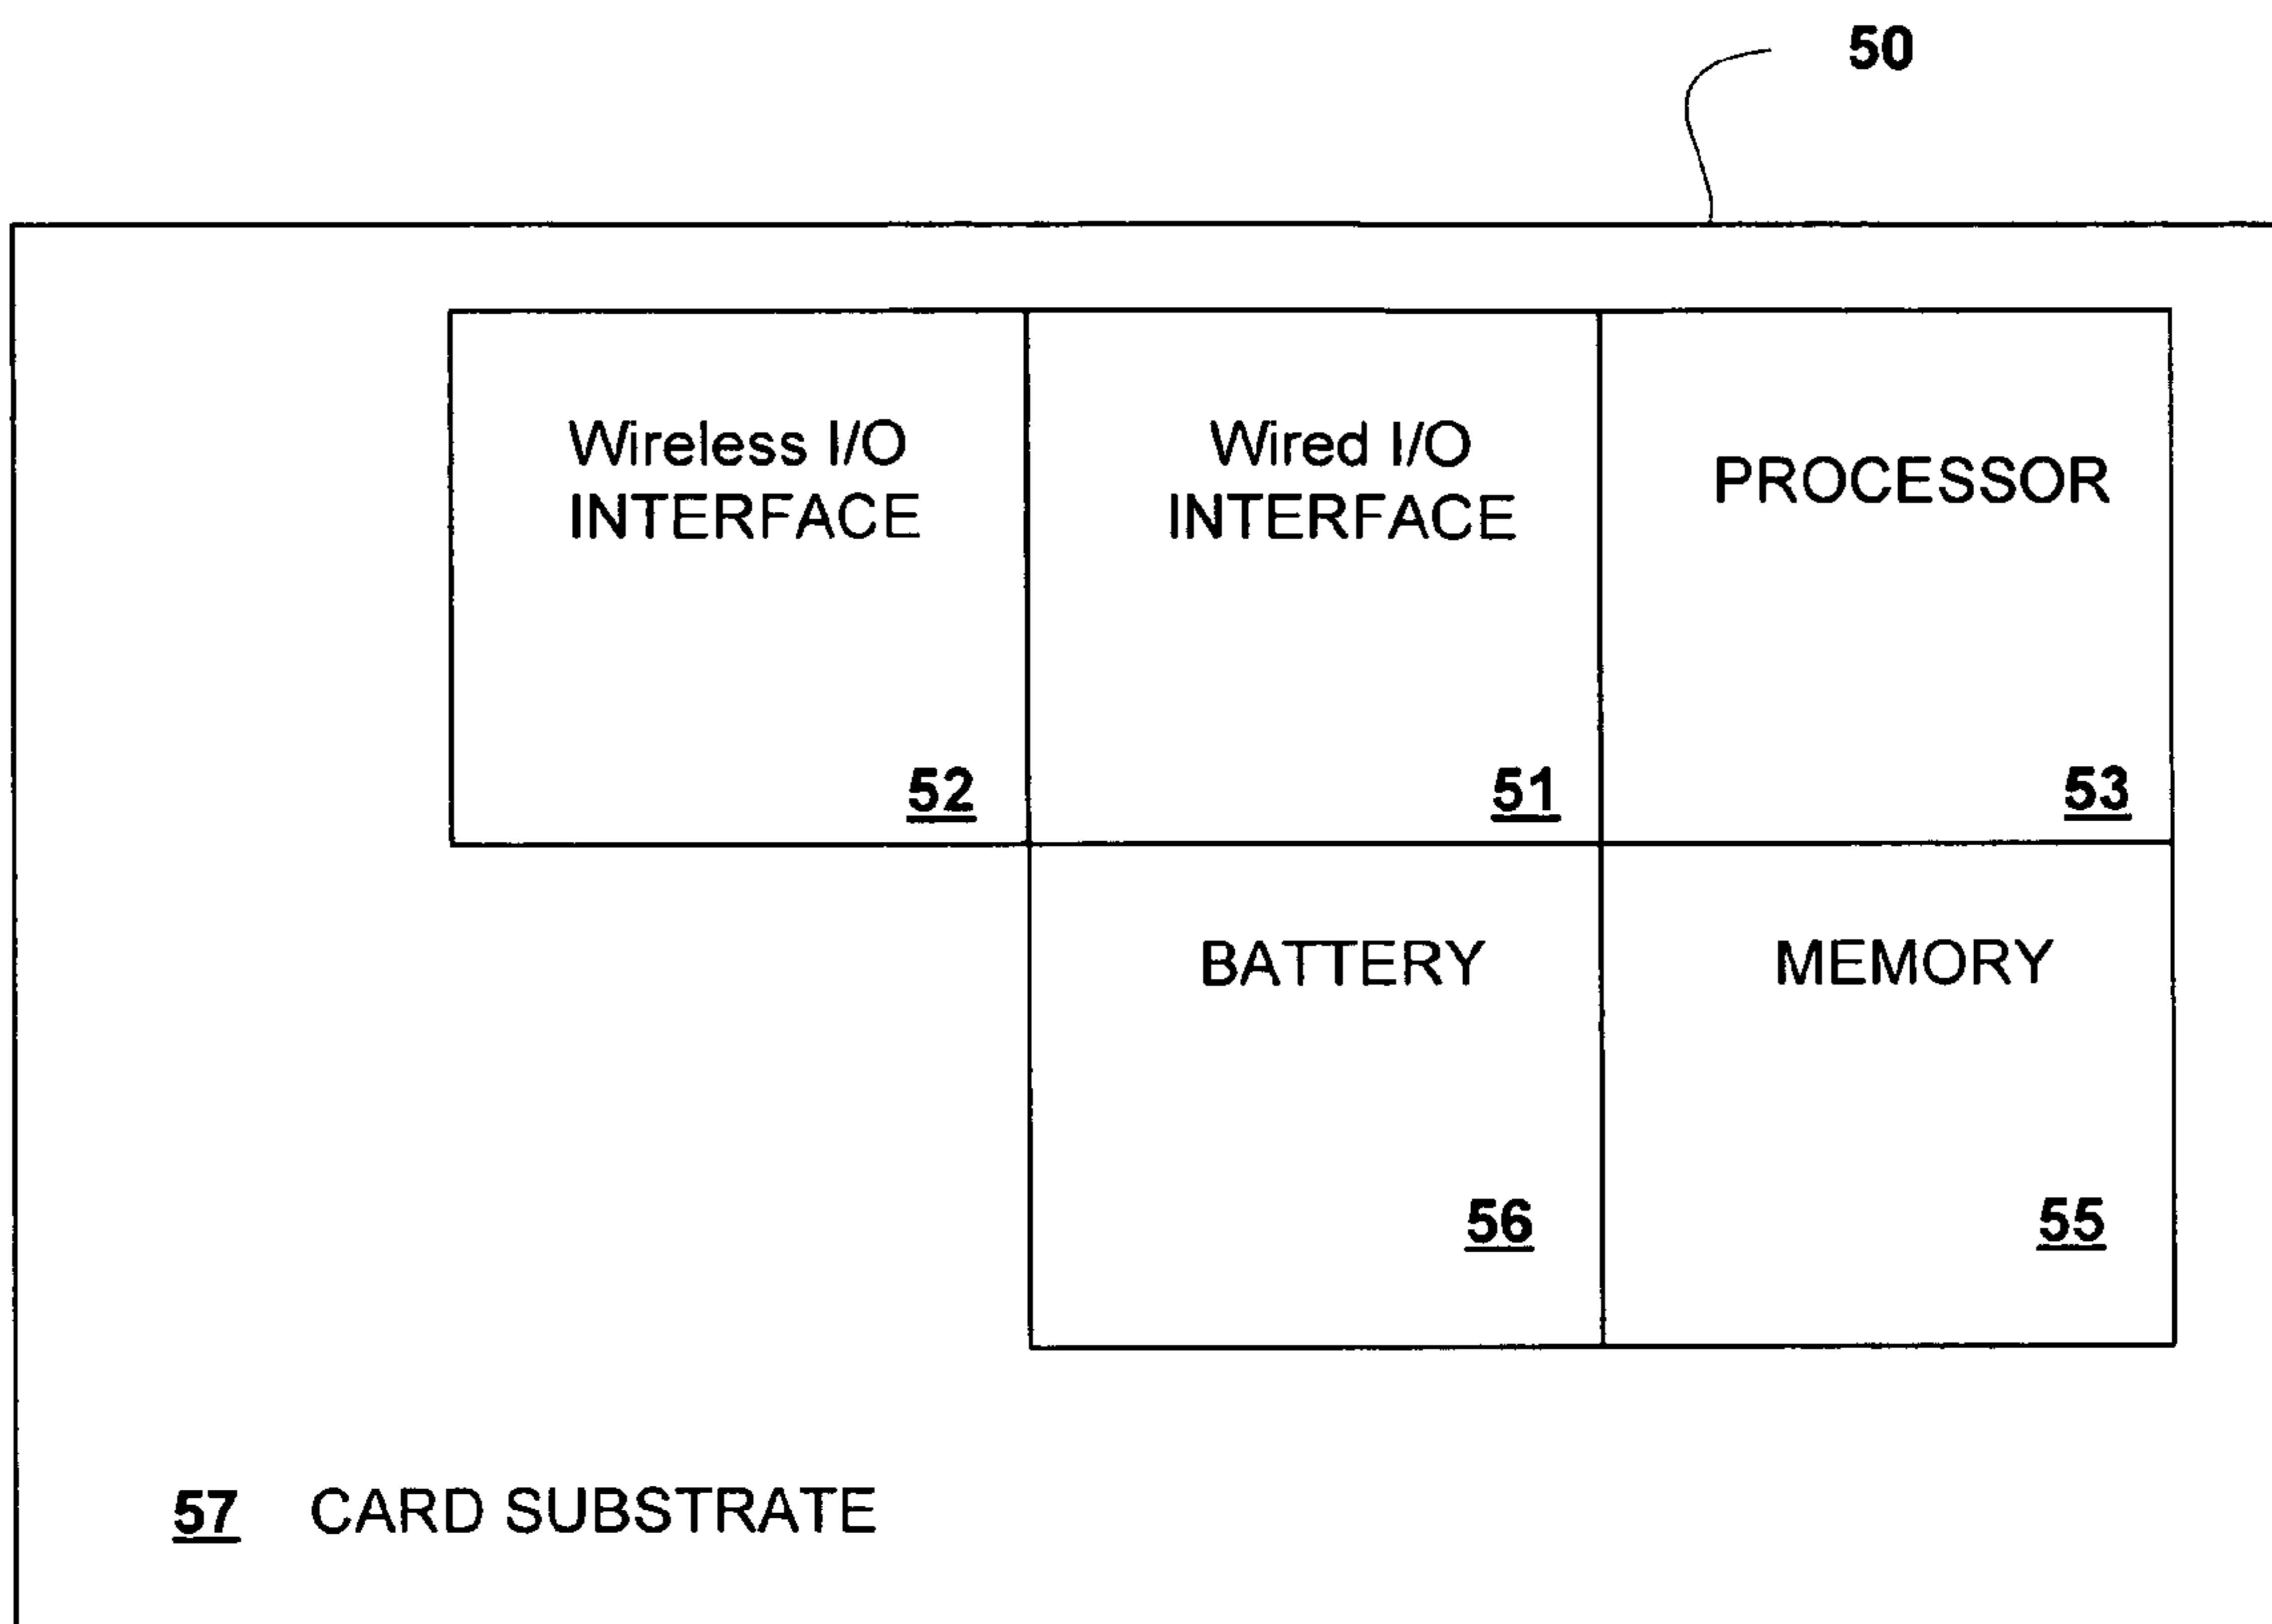 50
Wireless I/O
INTERFACE
52
Wired I/O
INTERFACE
51
PROCESSOR
53
BATTERY
56
MEMORY
55
57 CARD SUBSTRATE